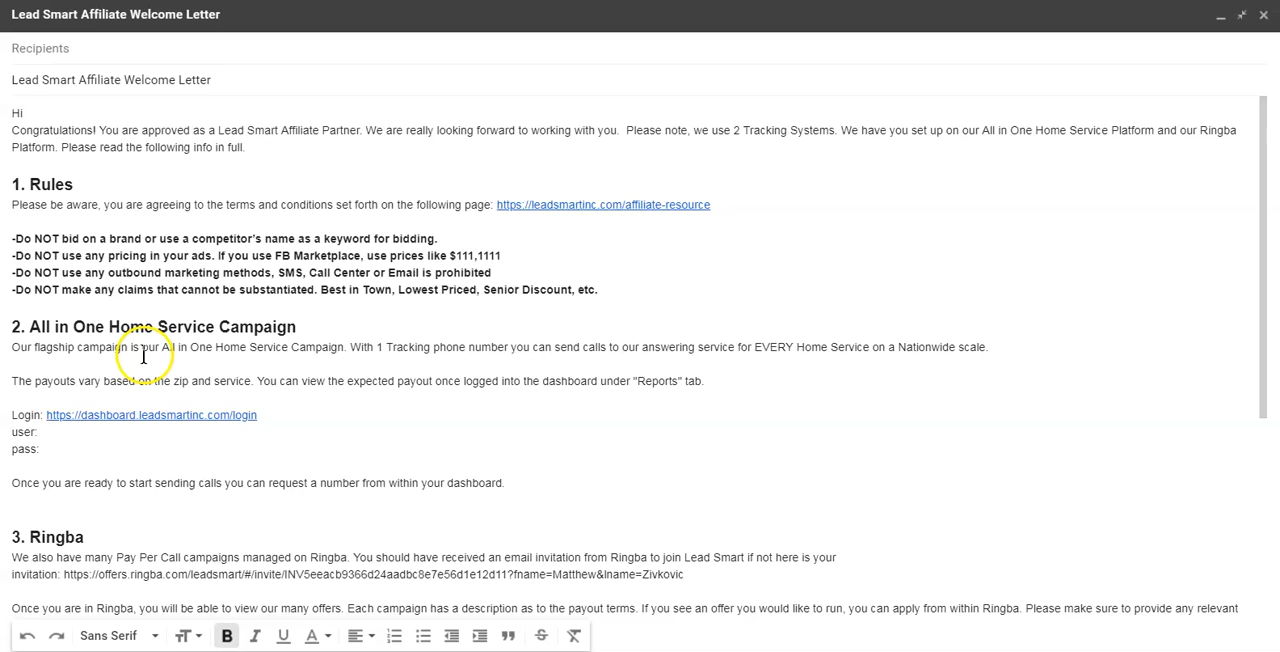 Lead Smart Affiliate Welcome Letter
Recipients
Lead Smart Affiliate Welcome Letter
Hi
Congratulations! You are approved as a Lead Smart Affiliate Partner. We are really looking forward to working with you.  Please note, we use 2 Tracking Systems. We have you set up on our All in One Home Service Platform and our Ringba
Platform. Please read the following info in full.
1. Rules
Please be aware, you are agreeing to the terms and conditions set forth on the following page: https://leadsmartinc.com/affiliate-resource
-Do NOT bid on a brand or use a competitor's name as a keyword for bidding.
-Do NOT use any pricing in your ads. If you use FB Marketplace, use prices like $111,1111
-Do NOT use any outbound marketing methods, SMS, Call Center or Email is prohibited
-Do NOT make any claims that cannot be substantiated. Best in Town, Lowest Priced, Senior Discount, etc.
2. All in One Home Service Campaign
Our flagship campaign is our All in One Home Service Campaign. With 1 Tracking phone number you can send calls to our answering service for EVERY Home Service on a Nationwide scale.
The payouts vary based on the zip and service. You can view the expected payout once logged into the dashboard under "Reports" tab.
Login: https://dashboard.leadsmartinc.com/login
user:
pass:
Once you are ready to start sending calls you can request a number from within your dashboard.
3. Ringba
We also have many Pay Per Call campaigns managed on Ringba. You should have received an email invitation from Ringba to join Lead Smart if not here is your
invitation: https://offers.ringba.com/leadsmart/#/invite/INV5eeacb9366d24aadbc8e7e56d1e12d11?fname=Matthew&lname=Zivkovic
Once you are in Ringba, you will be able to view our many offers. Each campaign has a description as to the payout terms. If you see an offer you would like to run, you can apply from within Ringba. Please make sure to provide any relevant
Sans Serif